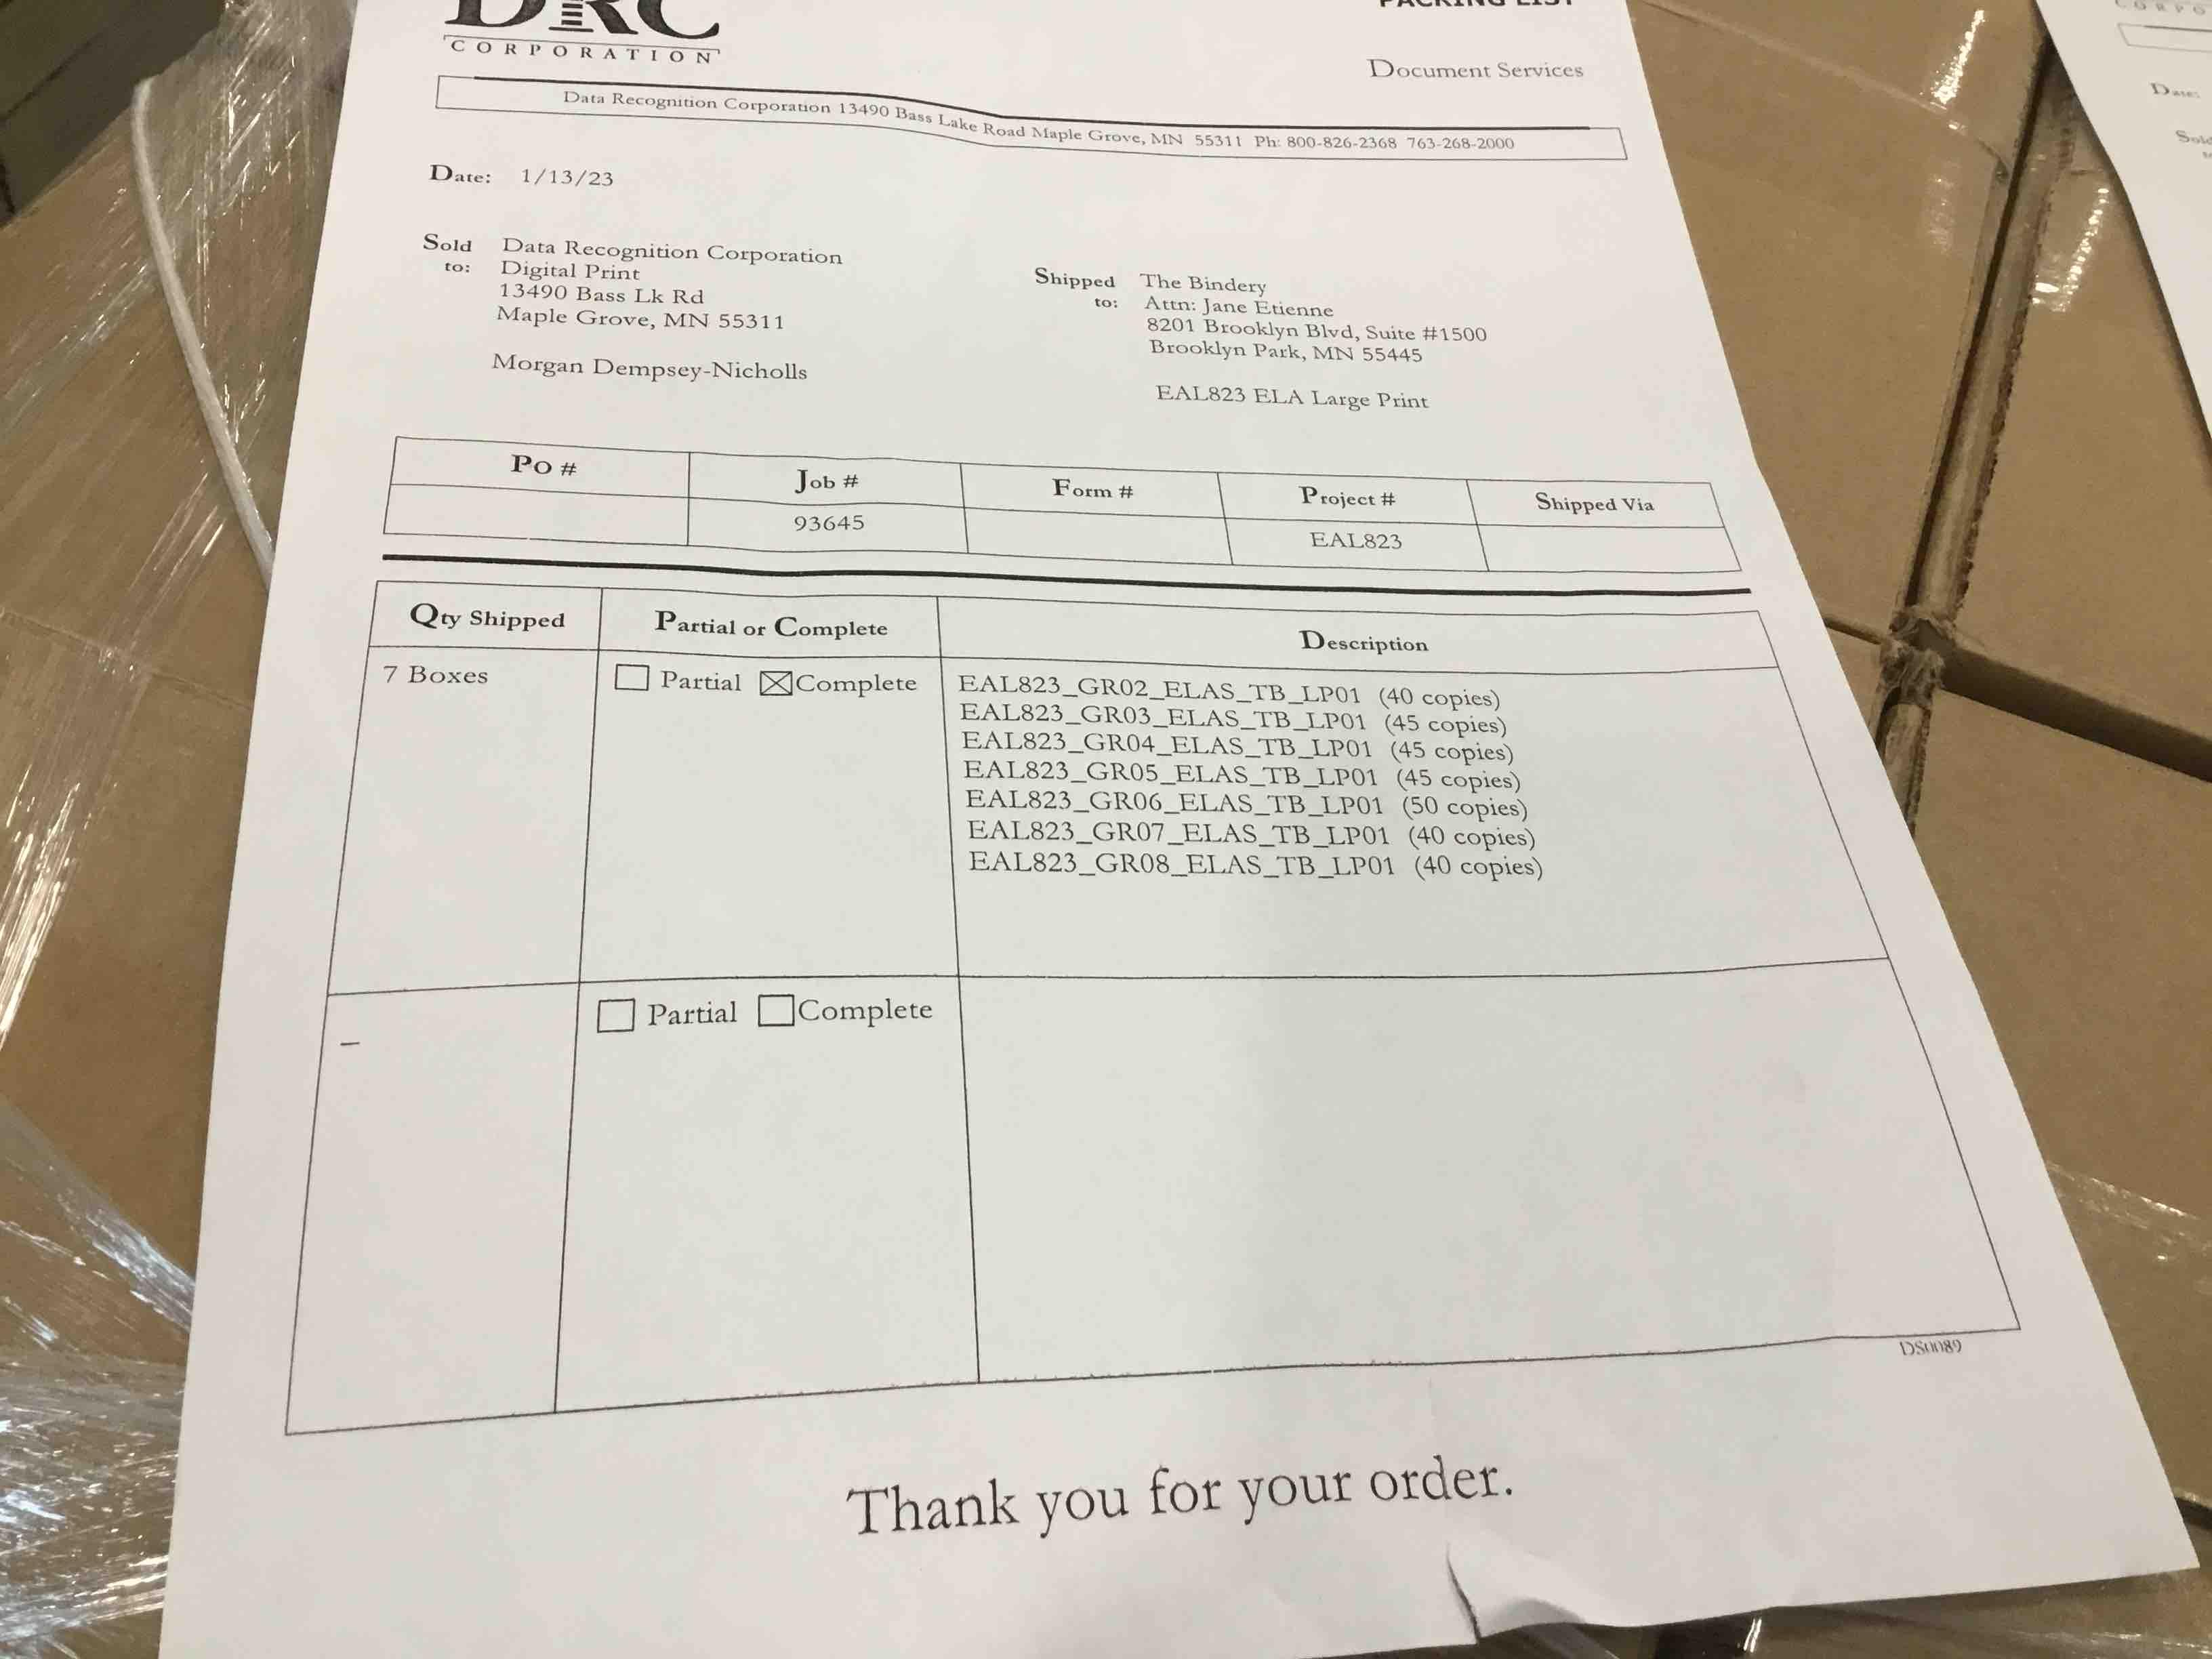 DRC
CORPORATION
PACKING LIST
Document Services
Data Recognition Corporation 13490 Bass Lake Road Maple Grove, MN 55311 Ph: 800-826-2368 763-268-2000
Date: 1/13/23
Sold to: Data Recognition Corporation
Digital Print
13490 Bass Lk Rd
Maple Grove, MN 55311
Morgan Dempsey-Nicholls
Shipped to: The Bindery
Attn: Jane Etienne
8201 Brooklyn Blvd, Suite #1500
Brooklyn Park, MN 55445
EAL823 ELA Large Print
PO # Job # Form # Project # Shipped Via
93645 EAL823
Qty Shipped Partial or Complete Description
7 Boxes Partial Complete EAL823_GR02_ELAS_TB_LP01 (40 copies)
EAL823_GR03_ELAS_TB_LP01 (45 copies)
EAL823_GR04_ELAS_TB_LP01 (45 copies)
EAL823_GR05_ELAS_TB_LP01 (45 copies)
EAL823_GR06_ELAS_TB_LP01 (50 copies)
EAL823_GR07_ELAS_TB_LP01 (40 copies)
EAL823_GR08_ELAS_TB_LP01 (40 copies)
– Partial Complete
DS0089
Thank you for your order.
Date:
Sold